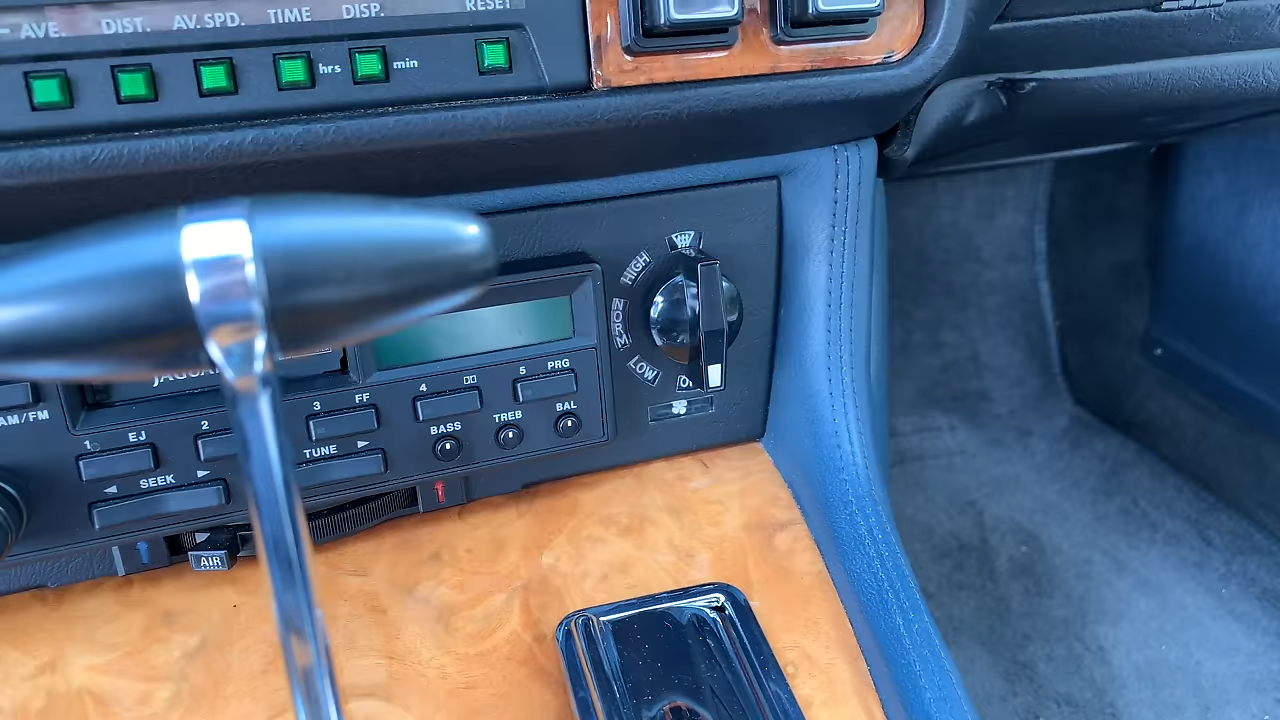 AVE. DIST. AV. SPD. TIME DISP. RESET
hrs min
HIGH
NORM
LOW
JAGUAR
AM/FM
5 PRG
4
3 FF
BASS TREB BAL
1 EJ 2
TUNE
SEEK
AIR